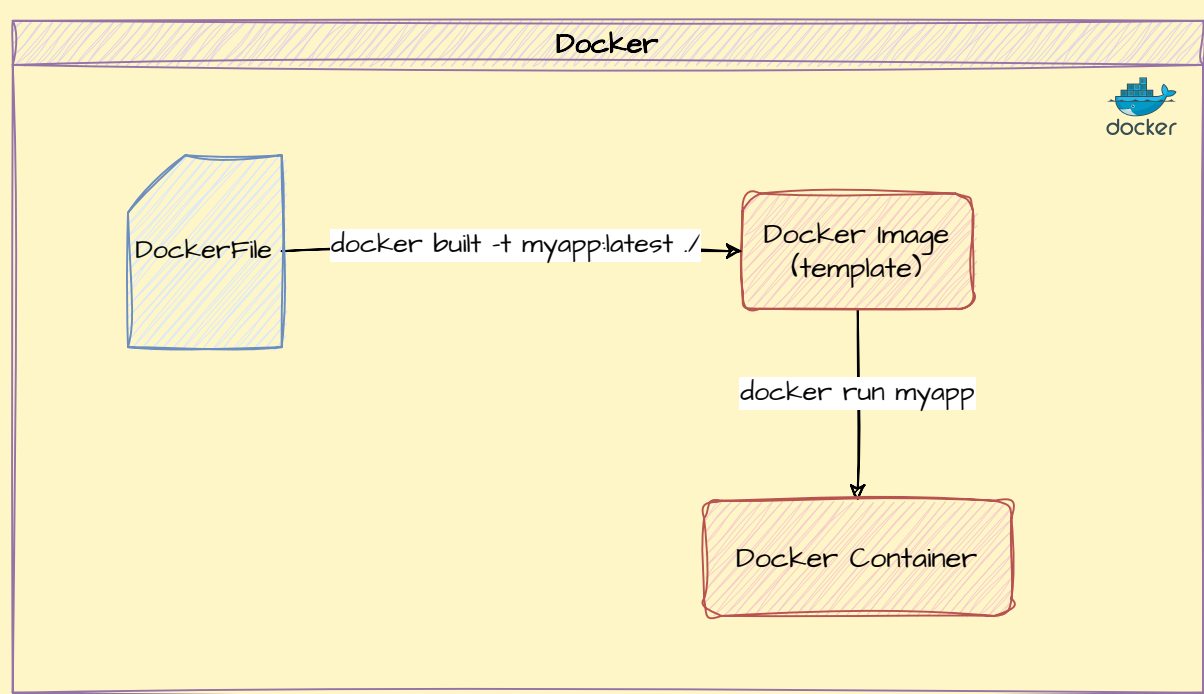 Docker
docker
DockerFile
docker built -t myapp:latest ./
Docker Image
(template)
docker run myapp
Docker Container